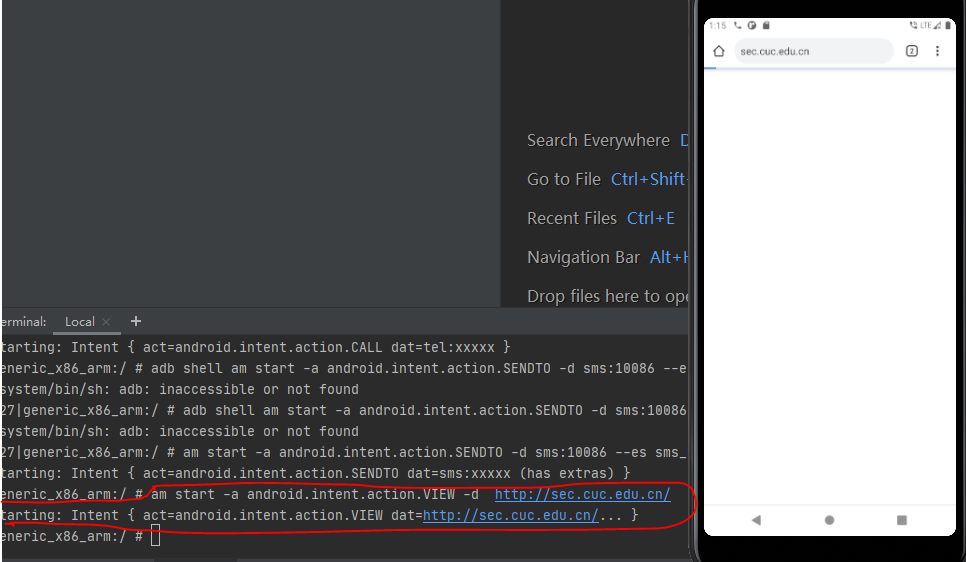 Search Everywhere D
Go to File Ctrl+Shift-
Recent Files Ctrl+E
Navigation Bar Alt+H
Drop files here to ope
erminal: Local × +
tarting: Intent { act=android.intent.action.CALL dat=tel:xxxxx }
eneric_x86_arm:/ # adb shell am start -a android.intent.action.SENDTO -d sms:10086 --e
system/bin/sh: adb: inaccessible or not found
27|generic_x86_arm:/ # adb shell am start -a android.intent.action.SENDTO -d sms:10086
system/bin/sh: adb: inaccessible or not found
27|generic_x86_arm:/ # am start -a android.intent.action.SENDTO -d sms:10086 --es sms_
tarting: Intent { act=android.intent.action.SENDTO dat=sms:xxxxx (has extras) }
eneric_x86_arm:/ # am start -a android.intent.action.VIEW -d  http://sec.cuc.edu.cn/
tarting: Intent { act=android.intent.action.VIEW dat=http://sec.cuc.edu.cn/... }
eneric_x86_arm:/ #
1:15 LTE
sec.cuc.edu.cn 2